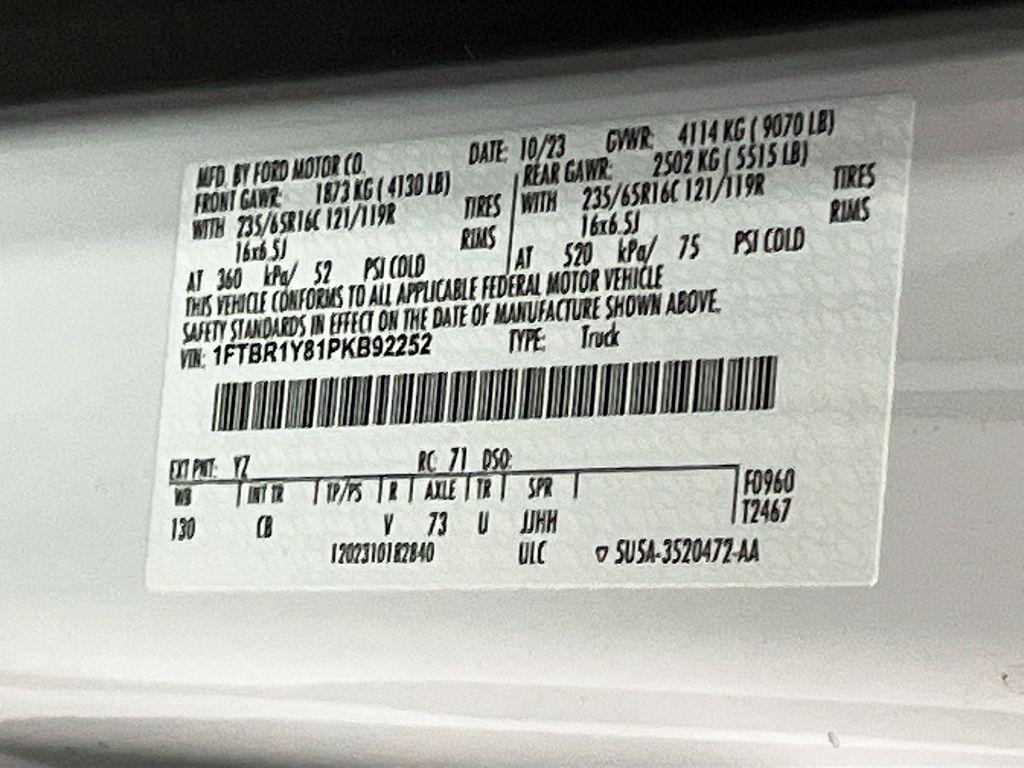 MFD. BY FORD MOTOR CO. DATE: 10/23 GVWR: 4114 KG ( 9070 LB)
FRONT GAWR: 1873 KG ( 4130 LB) REAR GAWR: 2502 KG ( 5515 LB)
WITH 235/65R16C 121/119R TIRES WITH 235/65R16C 121/119R TIRES
16x6.5J RIMS 16x6.5J RIMS
AT 360 kPa/ 52 PSI COLD AT 520 kPa/ 75 PSI COLD
THIS VEHICLE CONFORMS TO ALL APPLICABLE FEDERAL MOTOR VEHICLE
SAFETY STANDARDS IN EFFECT ON THE DATE OF MANUFACTURE SHOWN ABOVE.
VIN: 1FTBR1Y81PKB92252 TYPE: Truck
EXT PNT: YZ RC: 71 DSO:
WB INT TR TP/PS R AXLE TR SPR F0960
130 CB V 73 U JJHH T2467
1202310182840 ULC ▽ 5U5A-3520472-AA